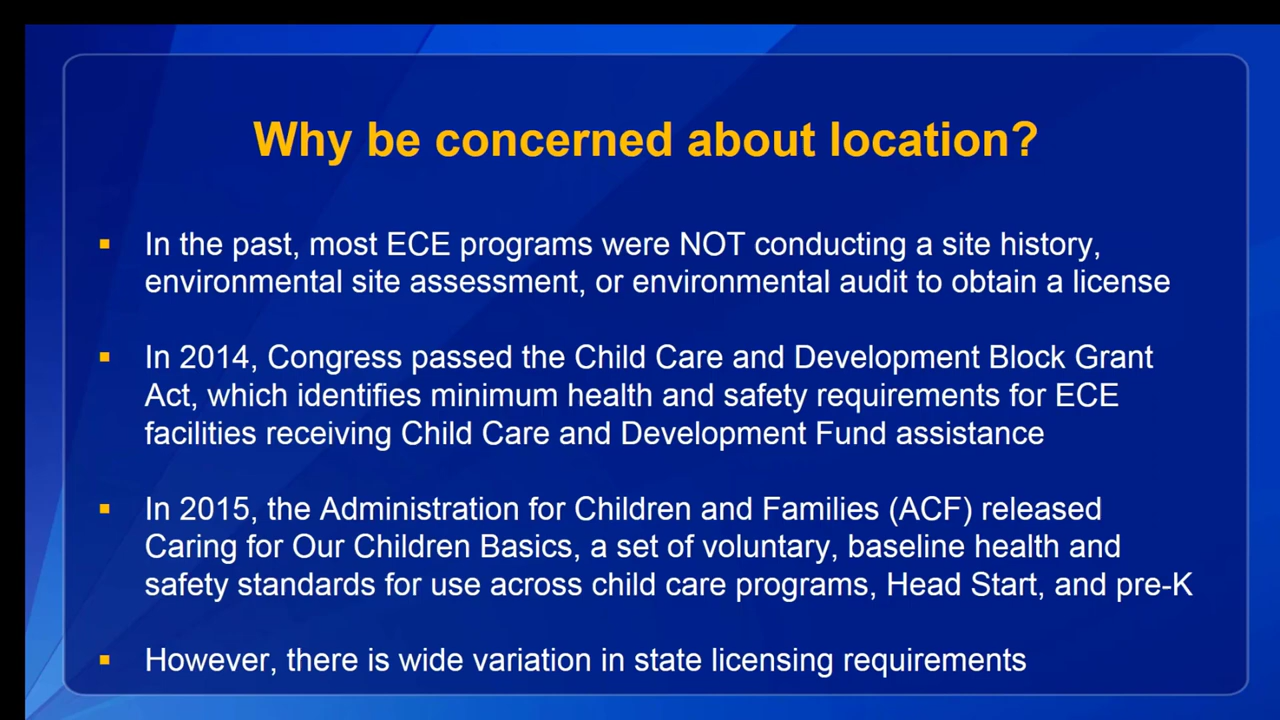 Why be concerned about location?
▪ In the past, most ECE programs were NOT conducting a site history,
environmental site assessment, or environmental audit to obtain a license
▪ In 2014, Congress passed the Child Care and Development Block Grant
Act, which identifies minimum health and safety requirements for ECE
facilities receiving Child Care and Development Fund assistance
▪ In 2015, the Administration for Children and Families (ACF) released
Caring for Our Children Basics, a set of voluntary, baseline health and
safety standards for use across child care programs, Head Start, and pre-K
▪ However, there is wide variation in state licensing requirements